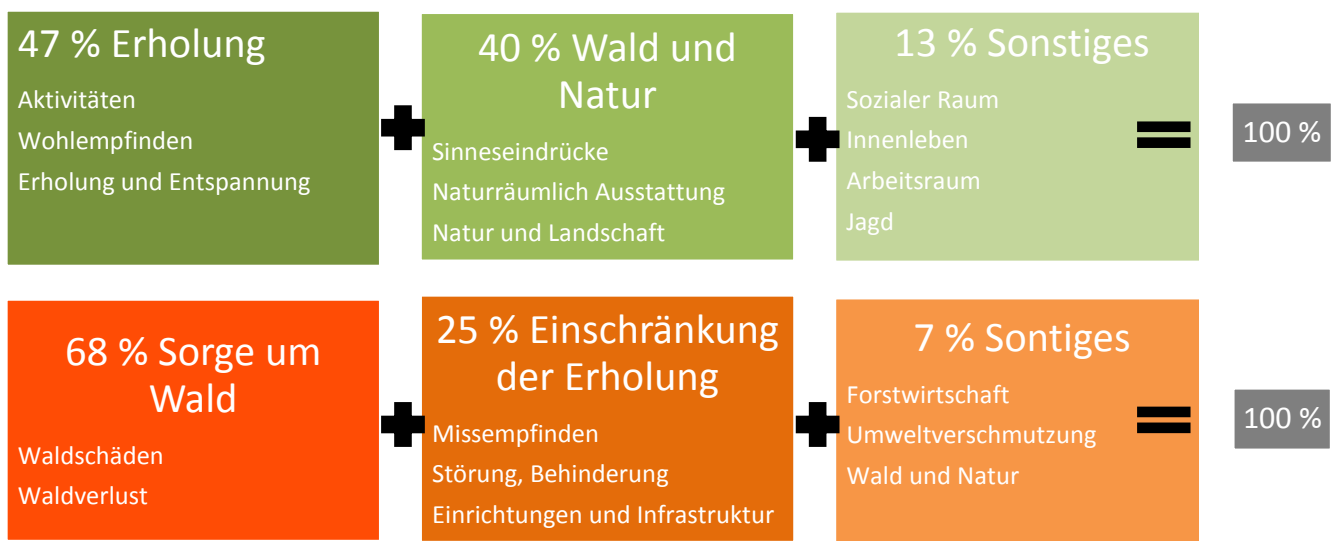 47 % Erholung
Aktivitäten
Wohlempfinden
Erholung und Entspannung
40 % Wald und
Natur
Sinneseindrücke
Naturräumlich Ausstattung
Natur und Landschaft
13 % Sonstiges
Sozialer Raum
Innenleben
Arbeitsraum
Jagd
100 %
68 % Sorge um
Wald
Waldschäden
Waldverlust
25 % Einschränkung
der Erholung
Missempfinden
Störung, Behinderung
Einrichtungen und Infrastruktur
7 % Sontiges
Forstwirtschaft
Umweltverschmutzung
Wald und Natur
100 %